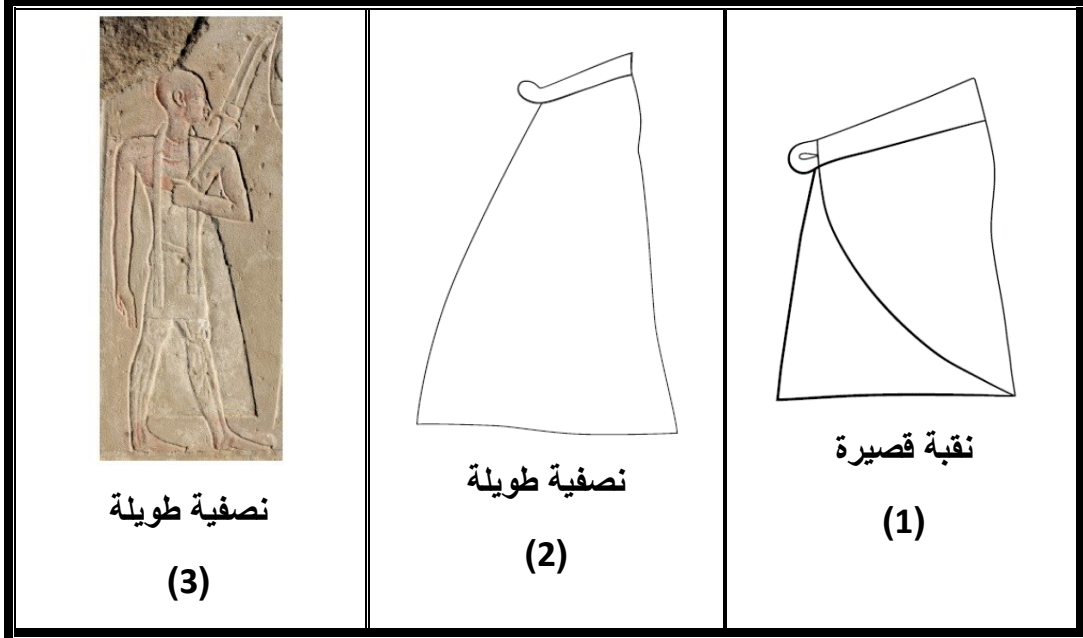 نقبة قصيرة
(1)
نصفية طويلة
(2)
نصفية طويلة
(3)